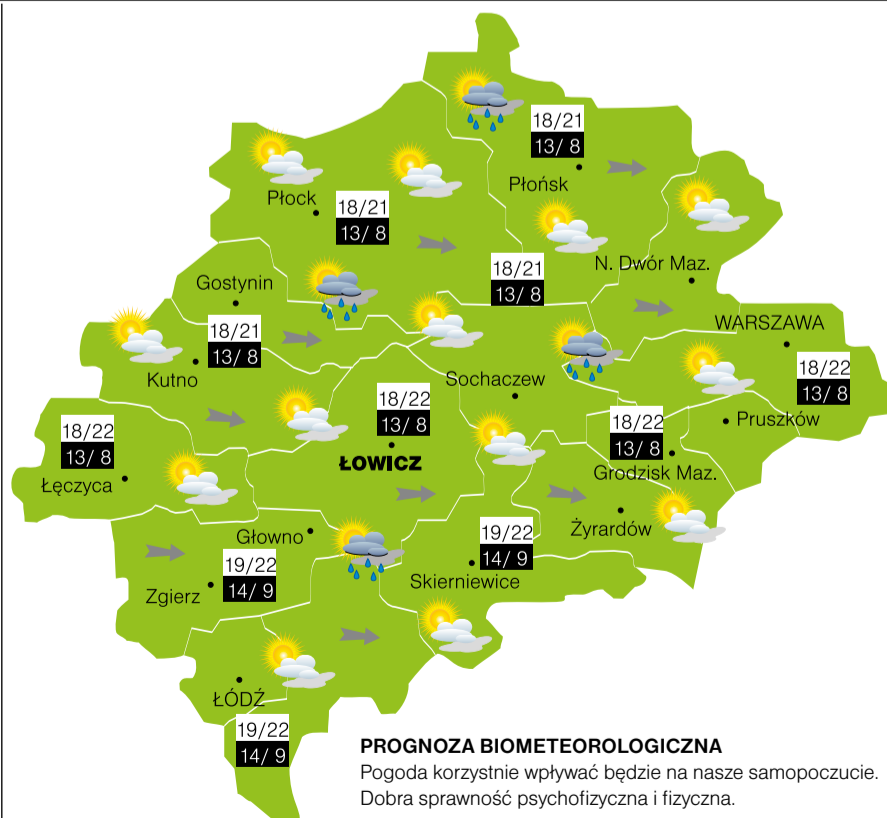 18/21
13/ 8
Płońsk
Płock
18/21
13/ 8
N. Dwór Maz.
18/21
13/ 8
Gostynin
18/21
13/ 8
Kutno
WARSZAWA
18/22
13/ 8
Sochaczew
18/22
13/ 8
ŁOWICZ
18/22
13/ 8
Pruszków
Grodzisk Maz.
18/22
13/ 8
Łęczyca
Żyrardów
Głowno
19/22
14/ 9
Skierniewice
19/22
14/ 9
Zgierz
ŁÓDŹ
19/22
14/ 9
PROGNOZA BIOMETEOROLOGICZNA
Pogoda korzystnie wpływać będzie na nasze samopoczucie.
Dobra sprawność psychofizyczna i fizyczna.